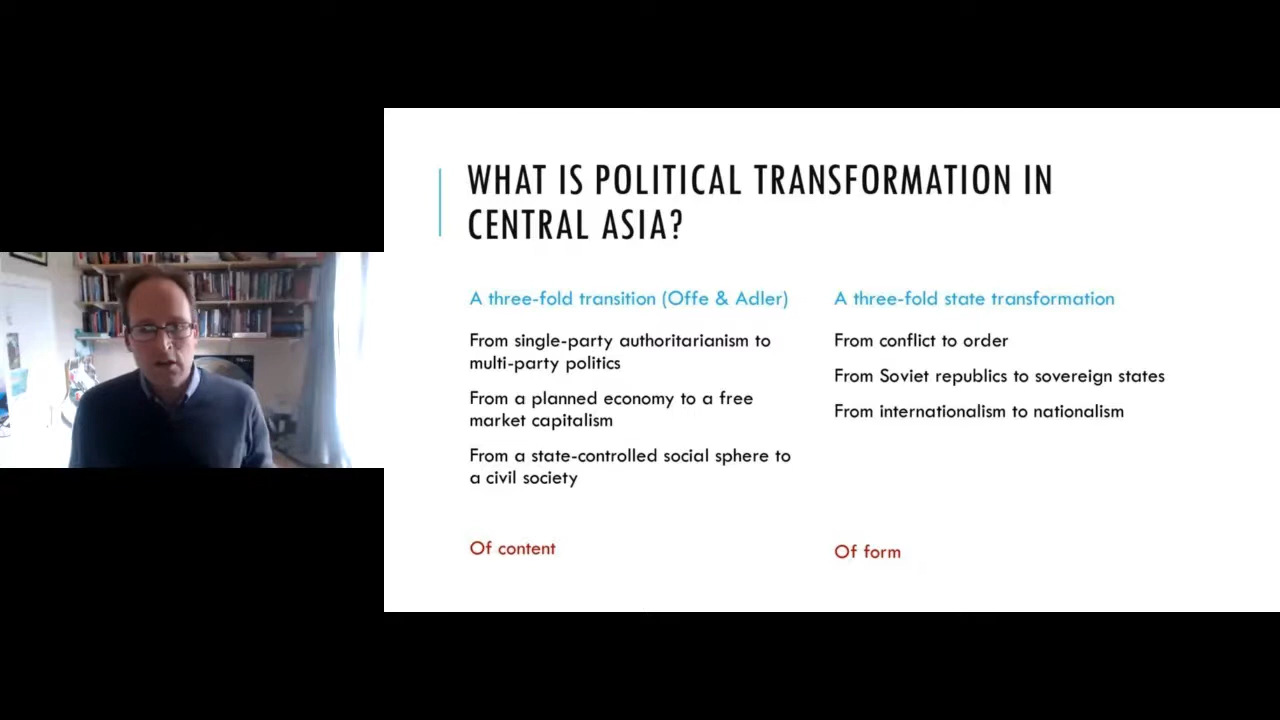 WHAT IS POLITICAL TRANSFORMATION IN
CENTRAL ASIA?
A three-fold transition (Offe & Adler)
From single-party authoritarianism to
multi-party politics
From a planned economy to a free
market capitalism
From a state-controlled social sphere to
a civil society
Of content
A three-fold state transformation
From conflict to order
From Soviet republics to sovereign states
From internationalism to nationalism
Of form